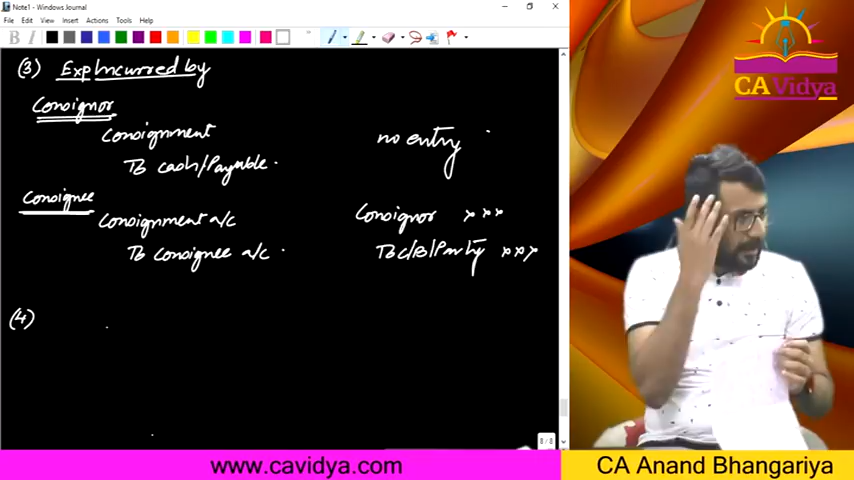 Note1 - Windows Journal
File Edit View Insert Actions Tools Help
B I
(3) Exp Incurred by
Consignor
Consignment
To cash/Payable.
no entry
Consignee
Consignment a/c
To consignee a/c.
Consignor xxx
To C/B/Party xxx
(4)
8 / 8
CA Vidya
www.cavidya.com
CA Anand Bhangariya